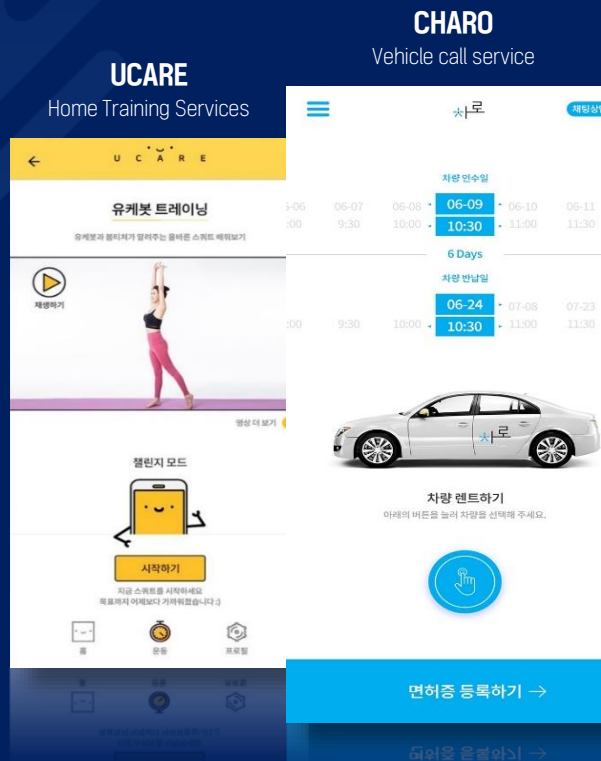 UCARE
Home Training Services
UCARE
유케봇 트레이닝
유케봇과 봄티처가 알려주는 올바른 스쿼트 배워보기
재생하기
영상 더 보기
챌린지 모드
시작하기
지금 스쿼트를 시작하세요
목표까지 어제보다 가까워졌습니다 :)
홈
운동
프로필
CHARO
Vehicle call service
차로
채팅상담
차량 인수일
06-07 06-08 06-09 06-10 06-11
9:30 10:00 10:30 11:00 11:30
6 Days
차량 반납일
06-24 07-08 07-23
9:30 10:00 10:30 11:00 11:30
차로
차량 렌트하기
아래의 버튼을 눌러 차량을 선택해 주세요.
면허증 등록하기 →